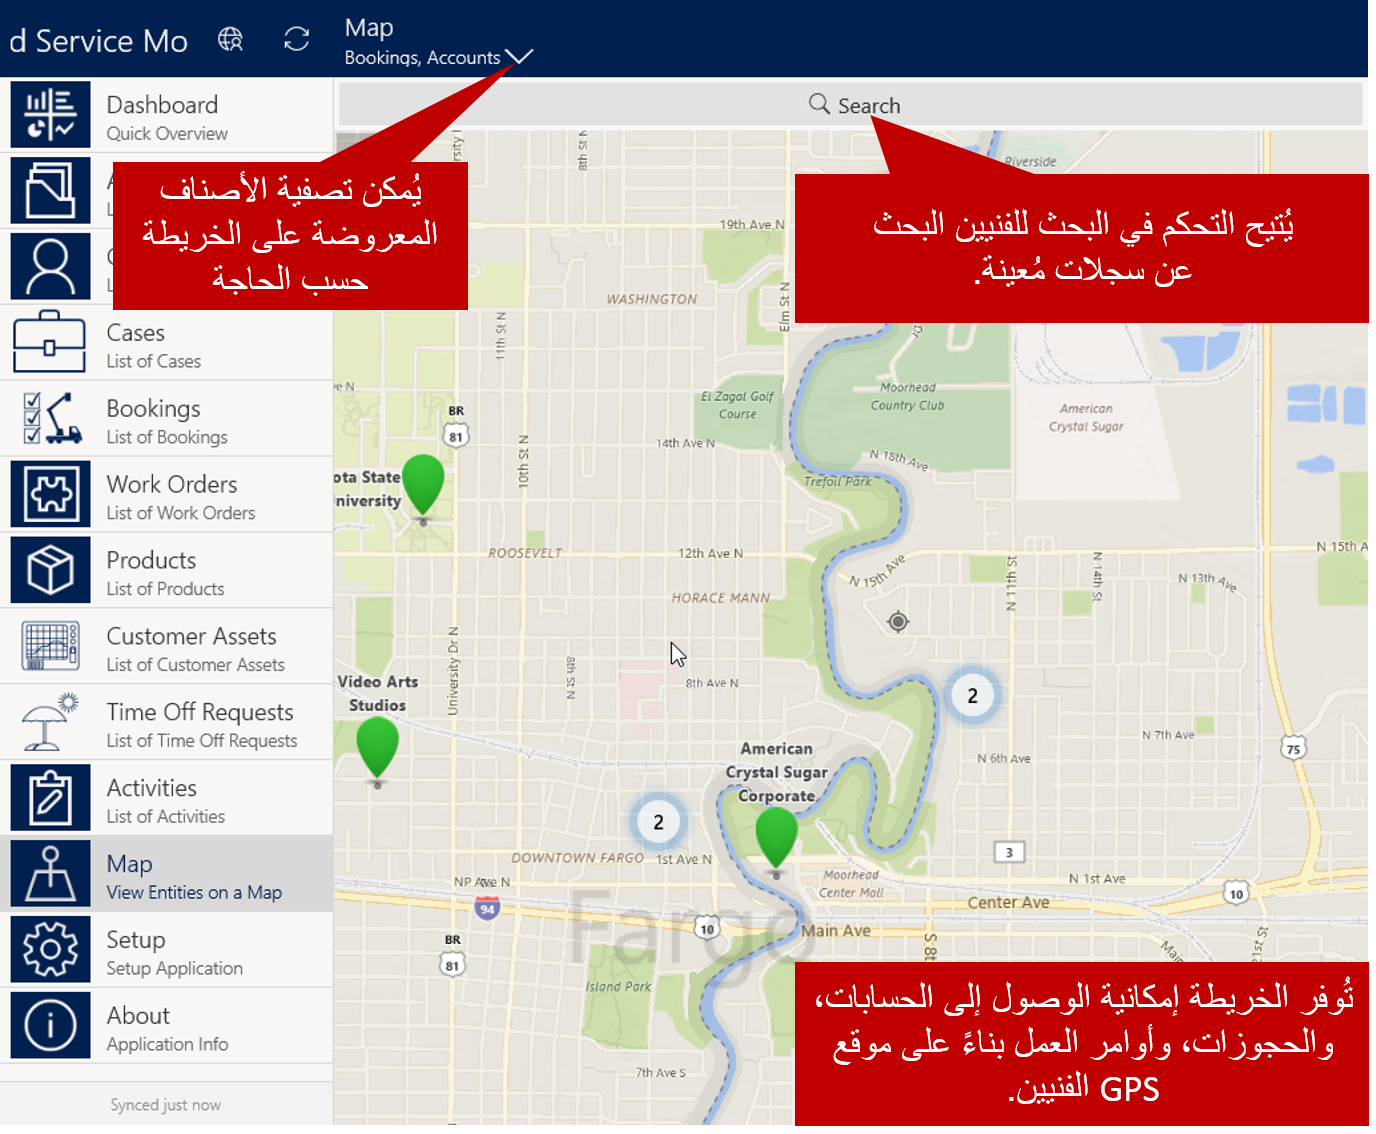 d Service Mo
Map
Bookings, Accounts
Search
Dashboard
Quick Overview
Cases
List of Cases
Bookings
List of Bookings
Work Orders
List of Work Orders
Products
List of Products
Customer Assets
List of Customer Assets
Time Off Requests
List of Time Off Requests
Activities
List of Activities
Map
View Entities on a Map
Setup
Setup Application
About
Application Info
Synced just now
يُمكن تصفية الأصناف
المعروضة على الخريطة
حسب الحاجة
يُتيح التحكم في البحث للفنيين البحث
عن سجلات مُعينة.
تُوفر الخريطة إمكانية الوصول إلى الحسابات،
والحجوزات، وأوامر العمل بناءً على موقع
GPS الفنيين.
8th St N
Riverside
19th Ave N
WASHINGTON
Elm St N
11th St N
ve N
El Zagal Golf
Course
Moorhead
Country Club
American
Crystal Sugar
BR
81
14th Ave N
10th St N
N 18th Ave
Trefoil Park
ota State
niversity
ROOSEVELT
12th Ave N
N 15th Ave
N 11th St
N 14th St
N 15th A
N 13th Ave
HORACE MANN
University Dr N
8th St N
8th Ave N
Video Arts
Studios
2
N 7th Ave
75
American
Crystal Sugar
Corporate
N 6th Ave
2
DOWNTOWN FARGO
1st Ave N
3
Moorhead
Center Mall
N 1st Ave
NP Ave N
94
10
Center Ave
10
Main Ave
Fargo
BR
81
S 8t
Main
21st St
Island Park
7th Ave S